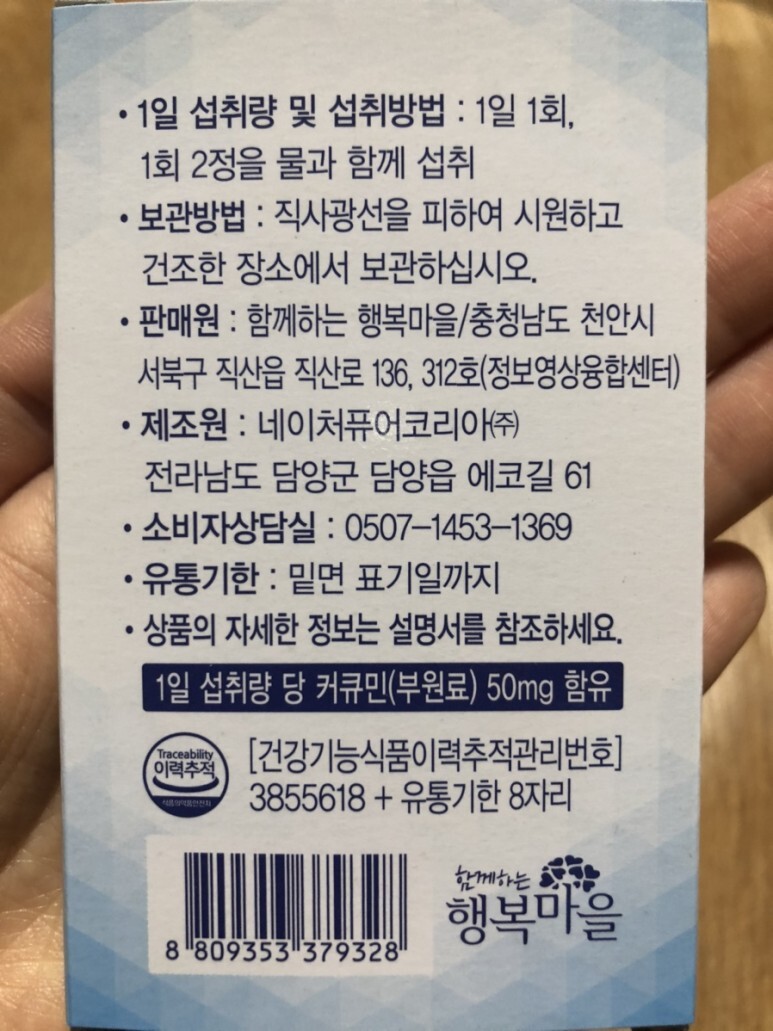 • 1일 섭취량 및 섭취방법 : 1일 1회,
1회 2정을 물과 함께 섭취
• 보관방법 : 직사광선을 피하여 시원하고
건조한 장소에서 보관하십시오.
• 판매원 : 함께하는 행복마을/충청남도 천안시
서북구 직산읍 직산로 136, 312호(정보영상융합센터)
• 제조원 : 네이처퓨어코리아㈜
전라남도 담양군 담양읍 에코길 61
• 소비자상담실 : 0507-1453-1369
• 유통기한 : 밑면 표기일까지
• 상품의 자세한 정보는 설명서를 참조하세요.
1일 섭취량 당 커큐민(부원료) 50mg 함유
Traceability
이력추적
식품의약품안전처
[건강기능식품이력추적관리번호]
3855618 + 유통기한 8자리
8 809353 379328
함께하는
행복마을